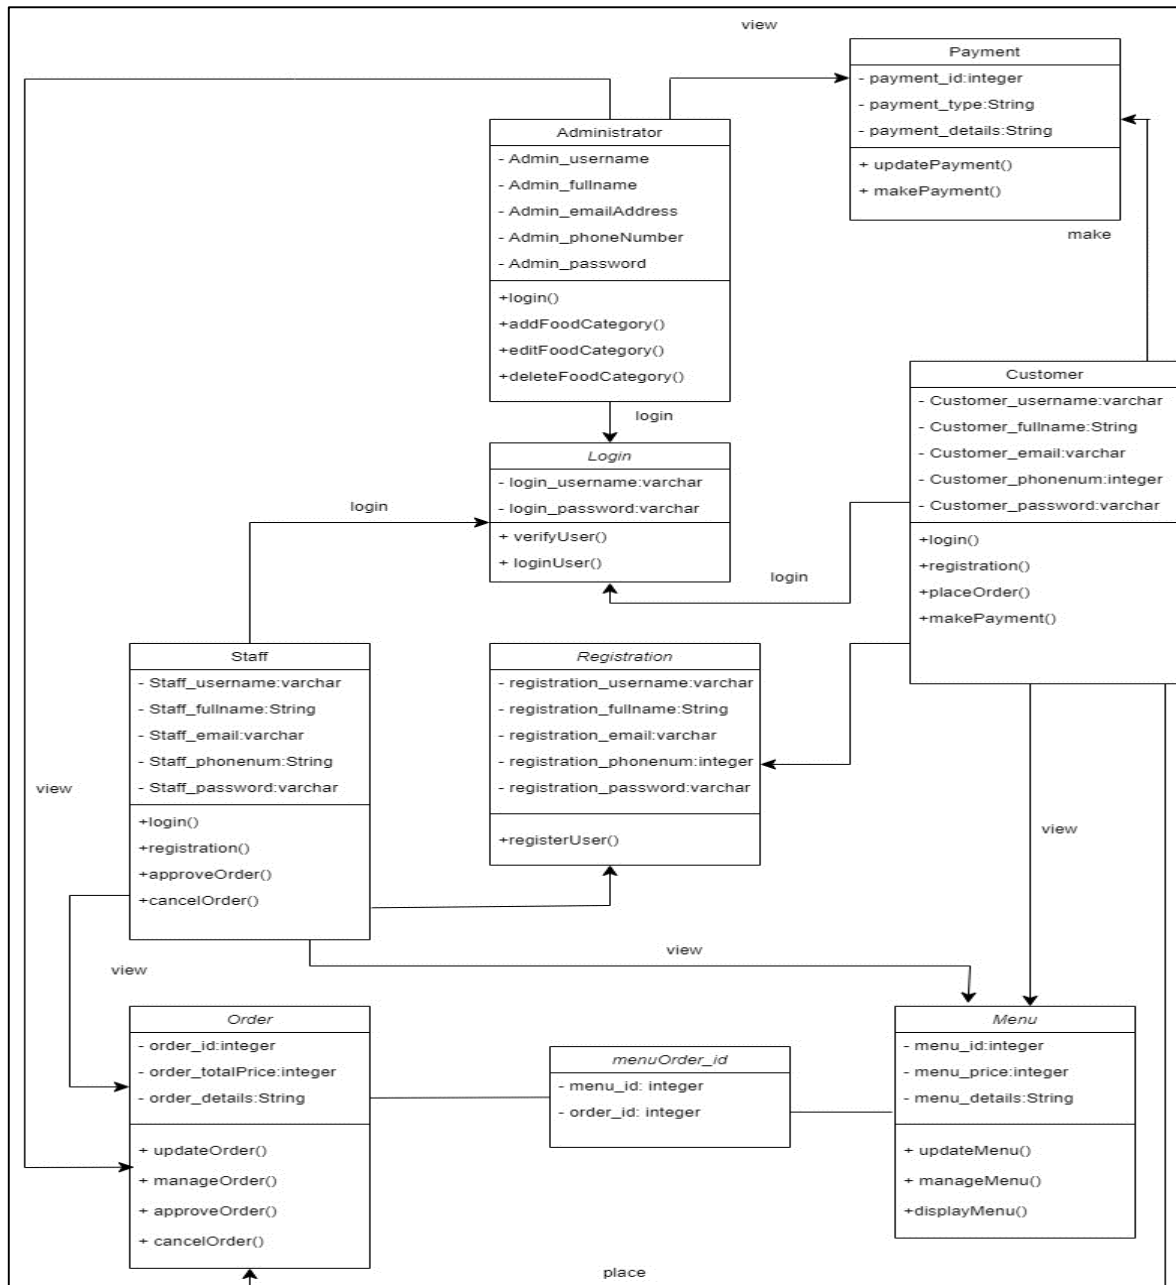 view
Payment
- payment_id:integer
- payment_type:String
- payment_details:String
+ updatePayment()
+ makePayment()
make
Administrator
- Admin_username
- Admin_fullname
- Admin_emailAddress
- Admin_phoneNumber
- Admin_password
+login()
+addFoodCategory()
+editFoodCategory()
+deleteFoodCategory()
login
Customer
- Customer_username:varchar
- Customer_fullname:String
- Customer_email:varchar
- Customer_phonenum:integer
- Customer_password:varchar
+login()
+registration()
+placeOrder()
+makePayment()
Login
- login_username:varchar
- login_password:varchar
+ verifyUser()
+ loginUser()
login
login
Staff
- Staff_username:varchar
- Staff_fullname:String
- Staff_email:varchar
- Staff_phonenum:String
- Staff_password:varchar
+login()
+registration()
+approveOrder()
+cancelOrder()
Registration
- registration_username:varchar
- registration_fullname:String
- registration_email:varchar
- registration_phonenum:integer
- registration_password:varchar
+registerUser()
view
view
view
view
Order
- order_id:integer
- order_totalPrice:integer
- order_details:String
+ updateOrder()
+ manageOrder()
+ approveOrder()
+ cancelOrder()
menuOrder_id
- menu_id: integer
- order_id: integer
Menu
- menu_id:integer
- menu_price:integer
- menu_details:String
+ updateMenu()
+ manageMenu()
+displayMenu()
place